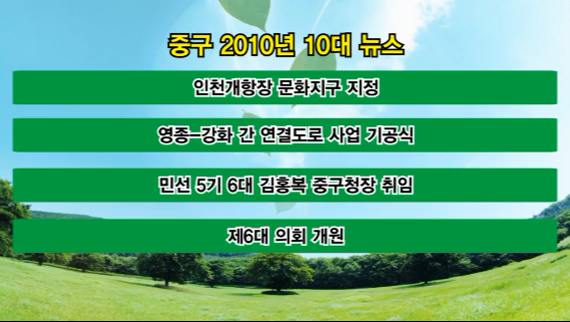 중구 2010년 10대 뉴스
인천개항장 문화지구 지정
영종-강화 간 연결도로 사업 기공식
민선 5기 6대 김홍복 중구청장 취임
제6대 의회 개원